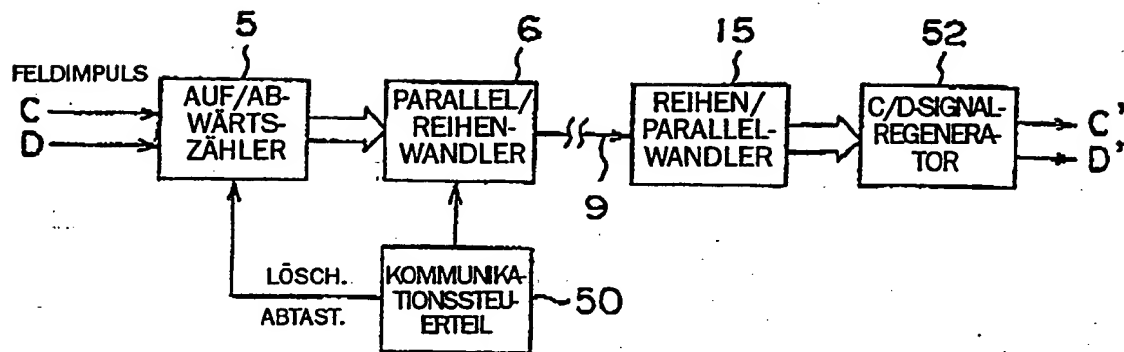 5
6
15
52
FELDIMPULS
C
D
AUF/AB-
WÄRTS-
ZÄHLER
PARALLEL/
REIHEN-
WANDLER
9
REIHEN/
PARALLEL-
WANDLER
C/D-SIGNAL-
REGENERA-
TOR
C'
D'
LÖSCH.
ABTAST.
KOMMUNIKA-
TIONSSTEU-
ERTEIL
50